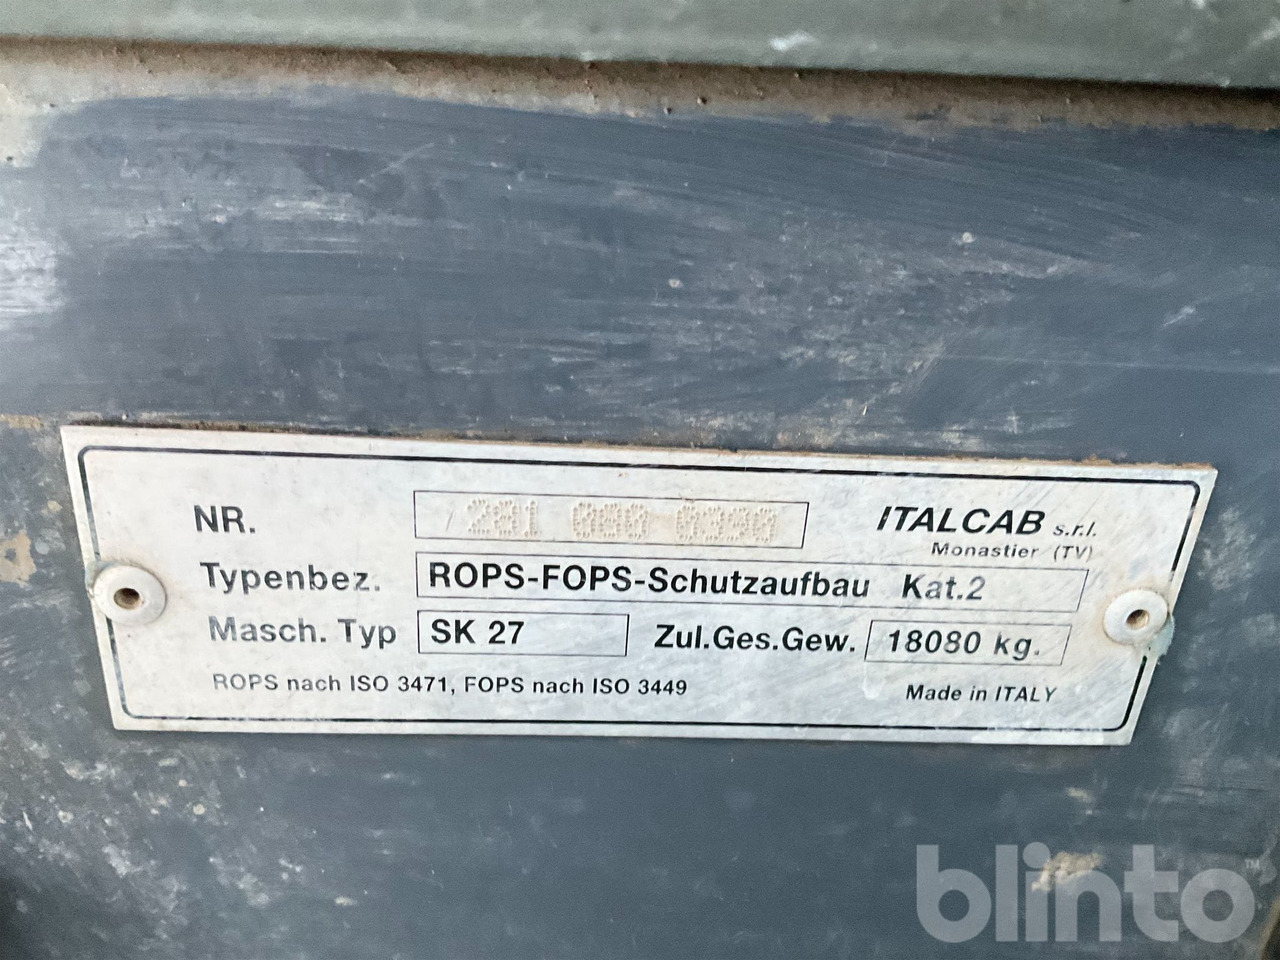 NR.
ITALCAB s.r.l.
Monastier (TV)
Typenbez. ROPS-FOPS-Schutzaufbau Kat.2
Masch. Typ SK 27 Zul.Ges.Gew. 18080 kg.
ROPS nach ISO 3471, FOPS nach ISO 3449 Made in ITALY
blinto™